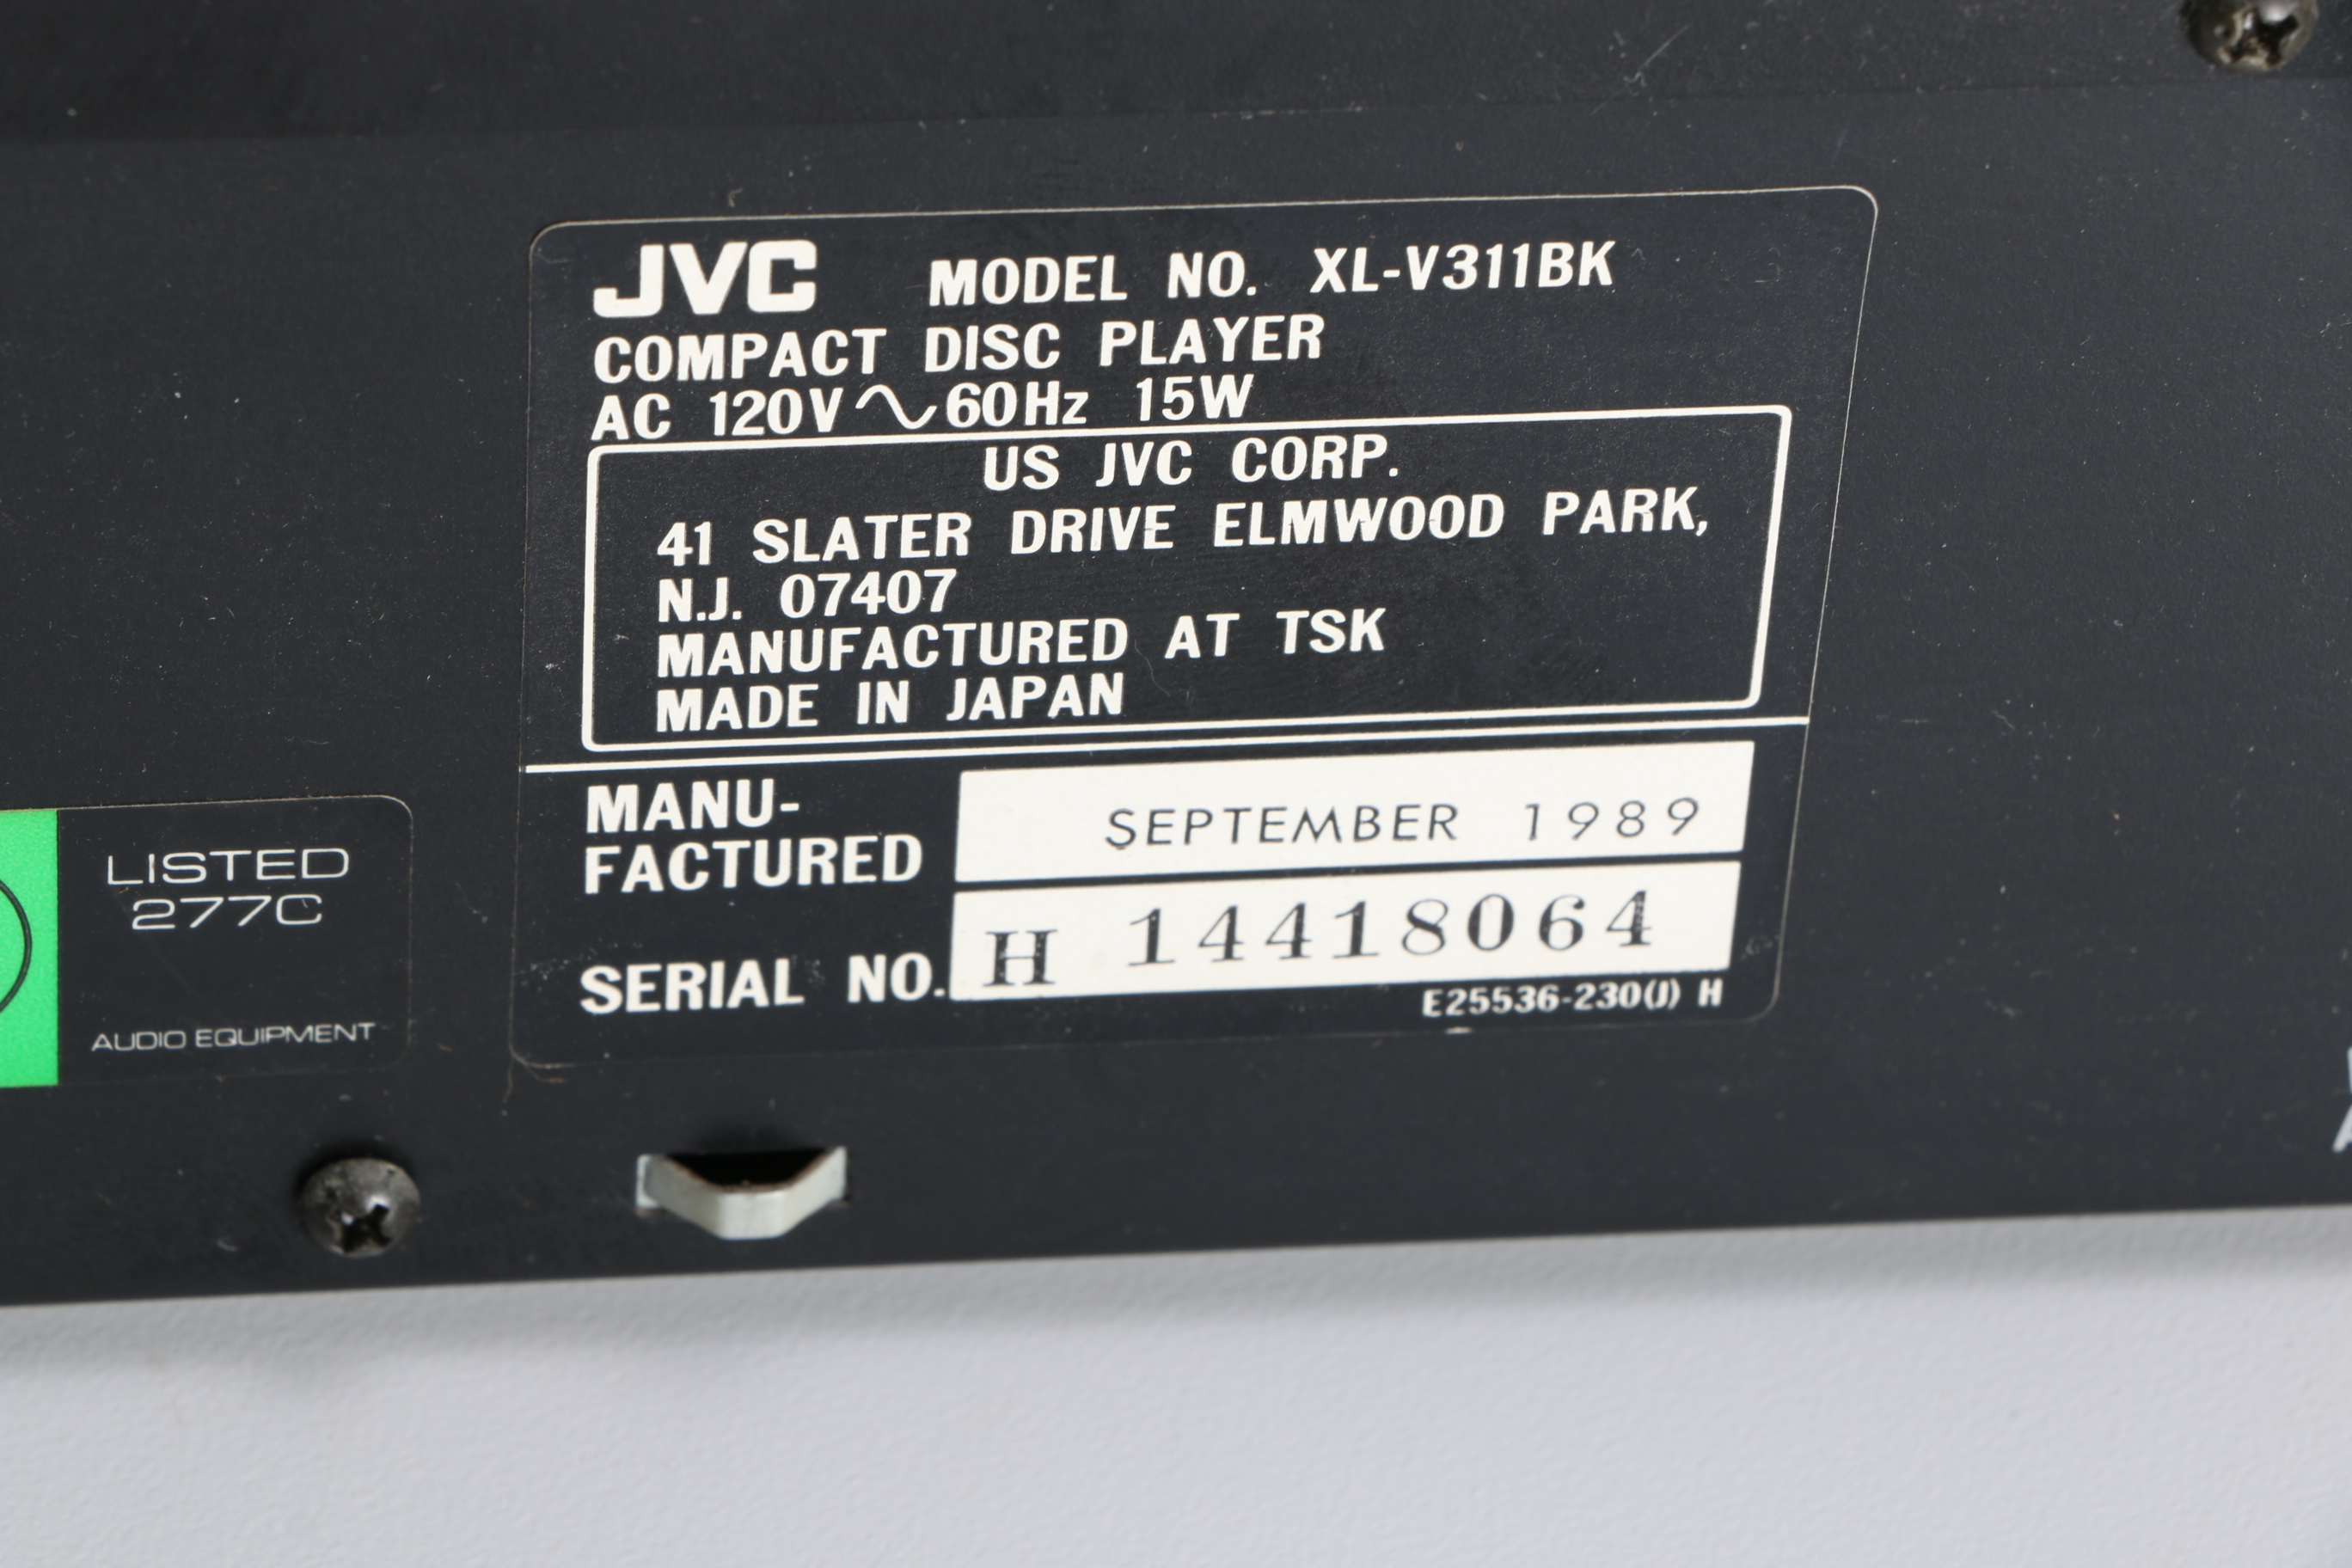 JVC MODEL NO. XL-V311BK
COMPACT DISC PLAYER
AC 120V ~ 60Hz 15W
US JVC CORP.
41 SLATER DRIVE ELMWOOD PARK,
N.J. 07407
MANUFACTURED AT TSK
MADE IN JAPAN
MANU-
FACTURED
SEPTEMBER 1989
SERIAL NO. H 14418064
E25536-230(J) H
LISTED
277C
AUDIO EQUIPMENT